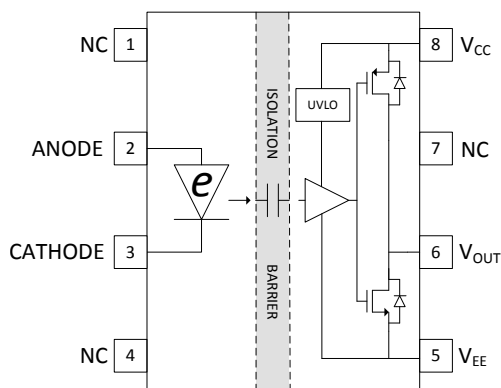 NC 1
ANODE 2
CATHODE 3
NC 4
e
ISOLATION
BARRIER
UVLO
8 VCC
7 NC
6 VOUT
5 VEE